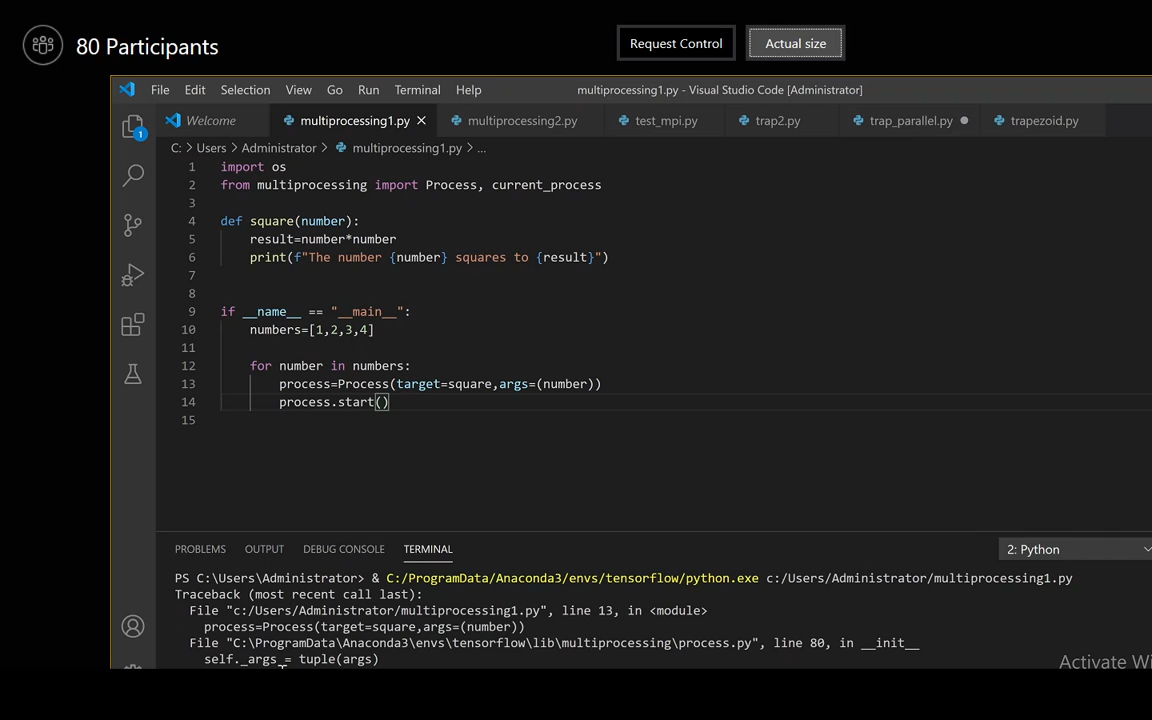 80 Participants
Request Control
Actual size
File Edit Selection View Go Run Terminal Help
multiprocessing1.py - Visual Studio Code [Administrator]
Welcome
multiprocessing1.py
multiprocessing2.py
test_mpi.py
trap2.py
trap_parallel.py
trapezoid.py
1
C: > Users > Administrator > multiprocessing1.py > ...
1 import os
2 from multiprocessing import Process, current_process
3
4 def square(number):
5     result=number*number
6     print(f"The number {number} squares to {result}")
7
8
9 if __name__ == "__main__":
10     numbers=[1,2,3,4]
11
12     for number in numbers:
13         process=Process(target=square,args=(number))
14         process.start()
15
PROBLEMS OUTPUT DEBUG CONSOLE TERMINAL
2: Python
PS C:\Users\Administrator> & C:/ProgramData/Anaconda3/envs/tensorflow/python.exe c:/Users/Administrator/multiprocessing1.py
Traceback (most recent call last):
  File "c:/Users/Administrator/multiprocessing1.py", line 13, in <module>
    process=Process(target=square,args=(number))
  File "C:\ProgramData\Anaconda3\envs\tensorflow\lib\multiprocessing\process.py", line 80, in __init__
    self._args = tuple(args)
Activate Wi